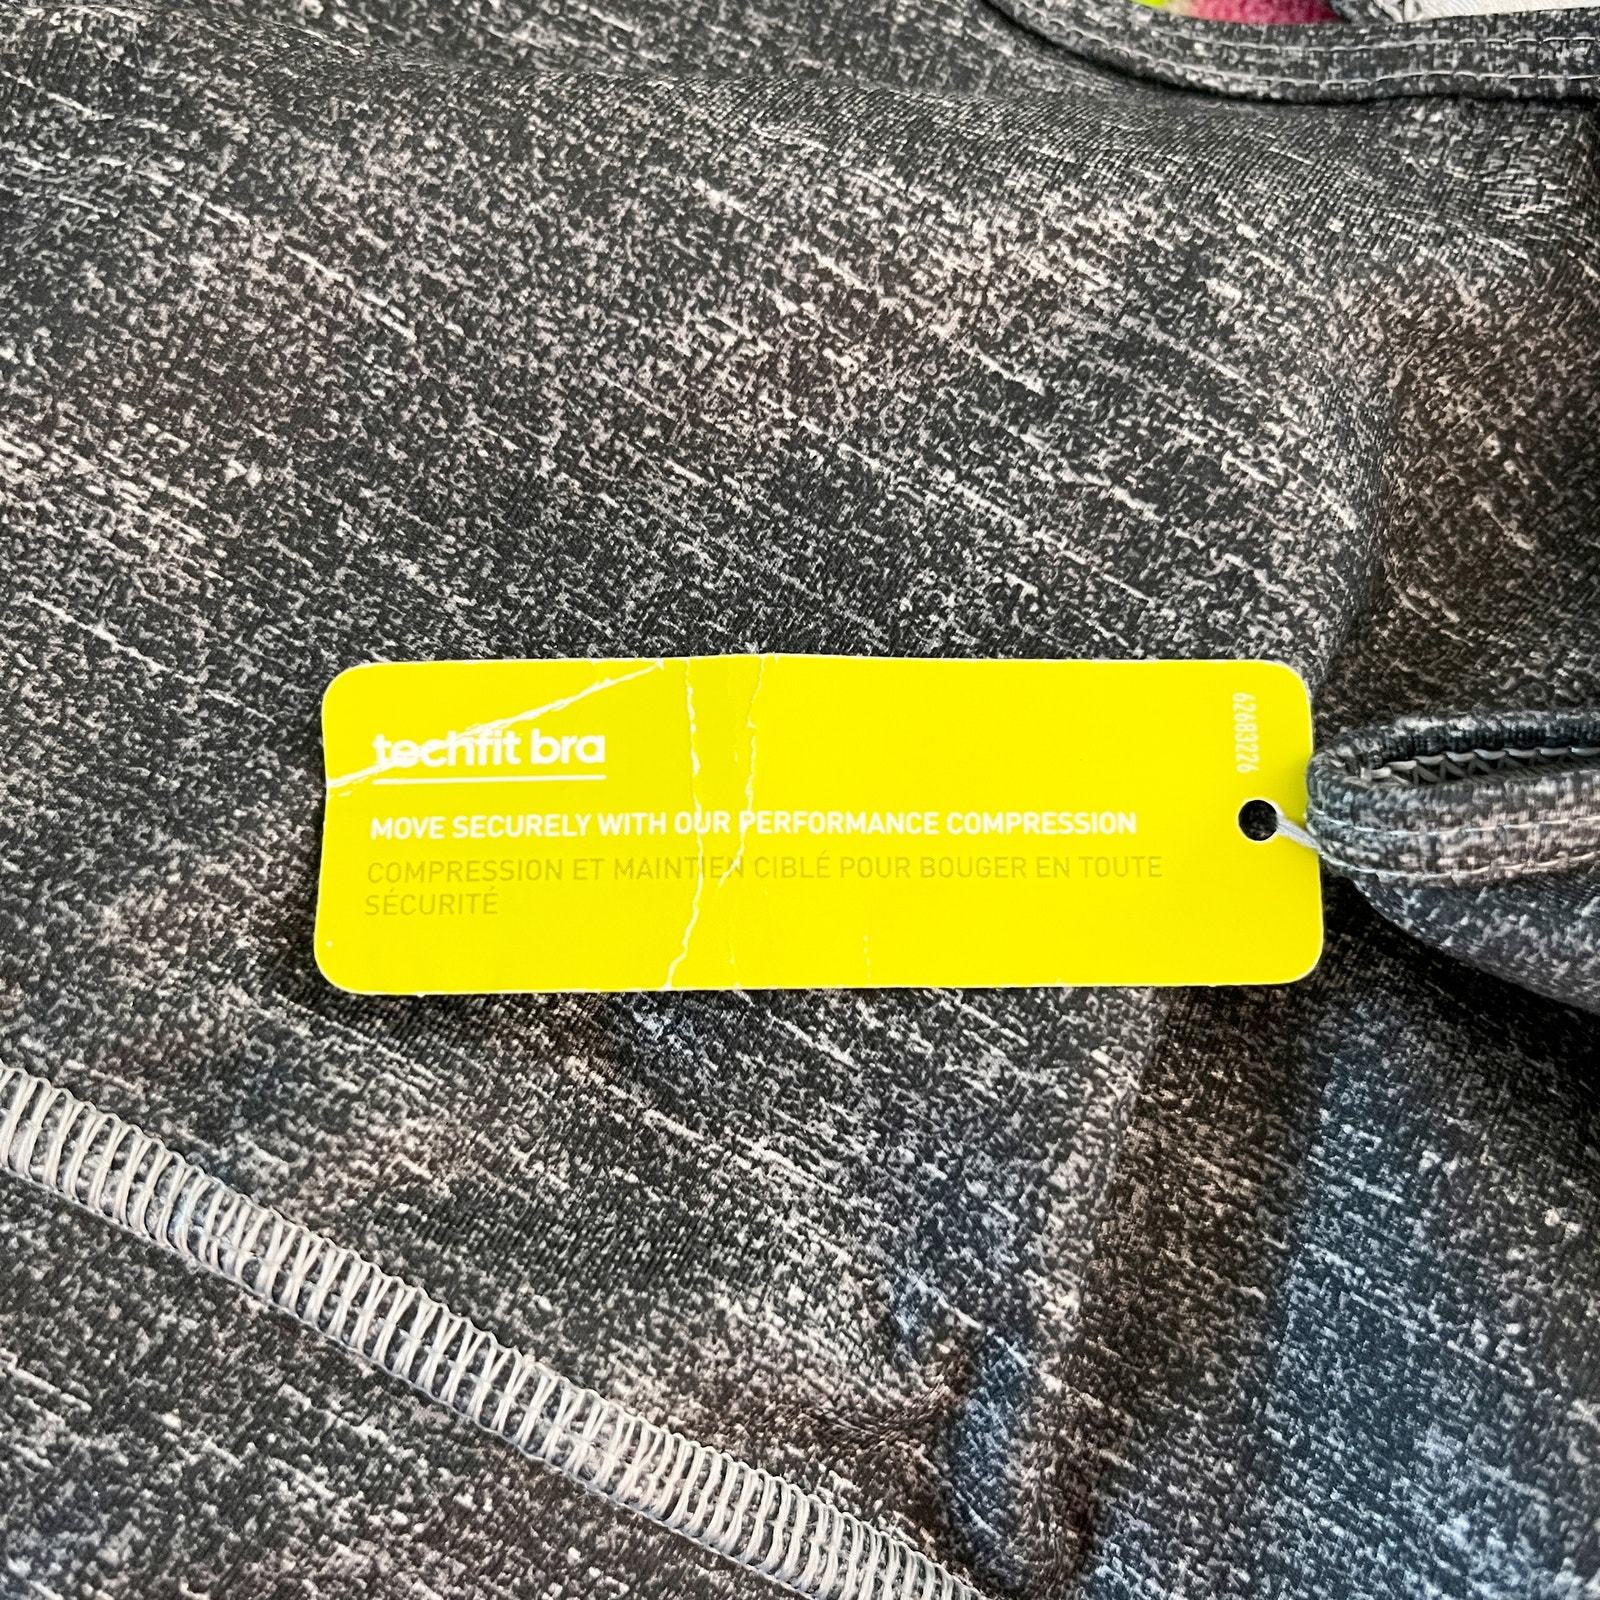 techfit bra
MOVE SECURELY WITH OUR PERFORMANCE COMPRESSION
COMPRESSION ET MAINTIEN CIBLÉ POUR BOUGER EN TOUTE
SÉCURITÉ
62683226